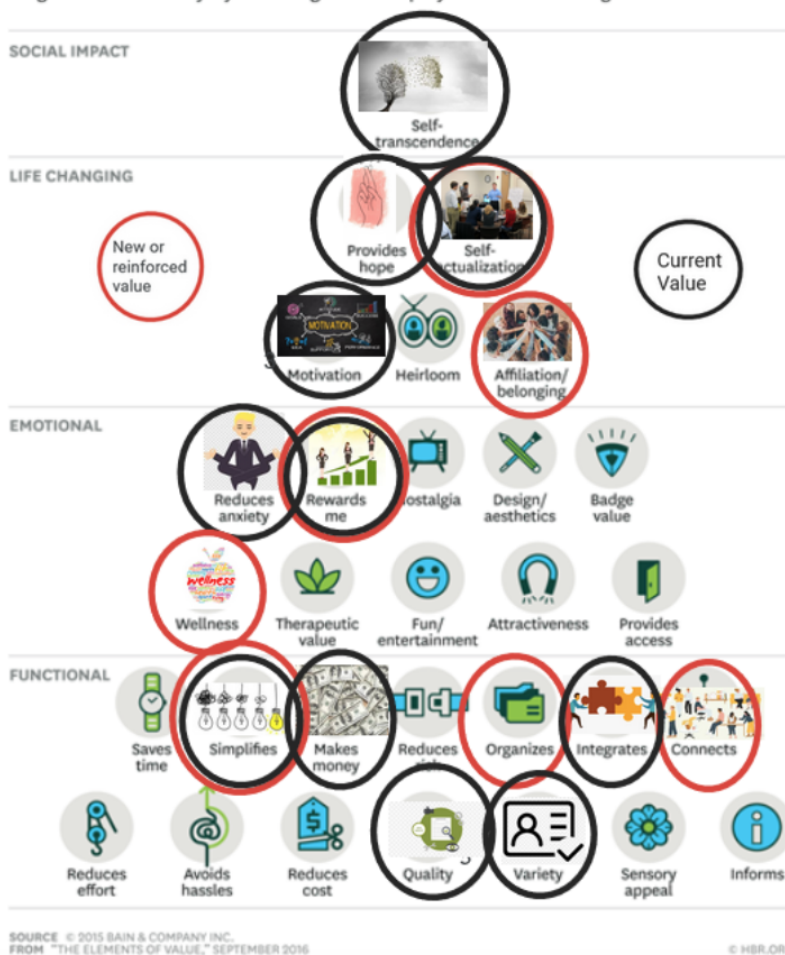 SOCIAL IMPACT
Self-
transcendence
LIFE CHANGING
New or
reinforced
value
Provides
hope
Self-
actualization
Current
Value
MOTIVATION
Motivation
Heirloom
Affiliation/
belonging
EMOTIONAL
Reduces
anxiety
Rewards
me
ostalgia
Design/
aesthetics
Badge
value
wellness
Wellness
Therapeutic
value
Fun/
entertainment
Attractiveness
Provides
access
FUNCTIONAL
Saves
time
Simplifies
Makes
money
Reduces
Organizes
Integrates
Connects
Reduces
effort
Avoids
hassles
Reduces
cost
Quality
Variety
Sensory
appeal
Informs
SOURCE © 2015 BAIN & COMPANY INC.
FROM "THE ELEMENTS OF VALUE," SEPTEMBER 2016
© HBR.OR